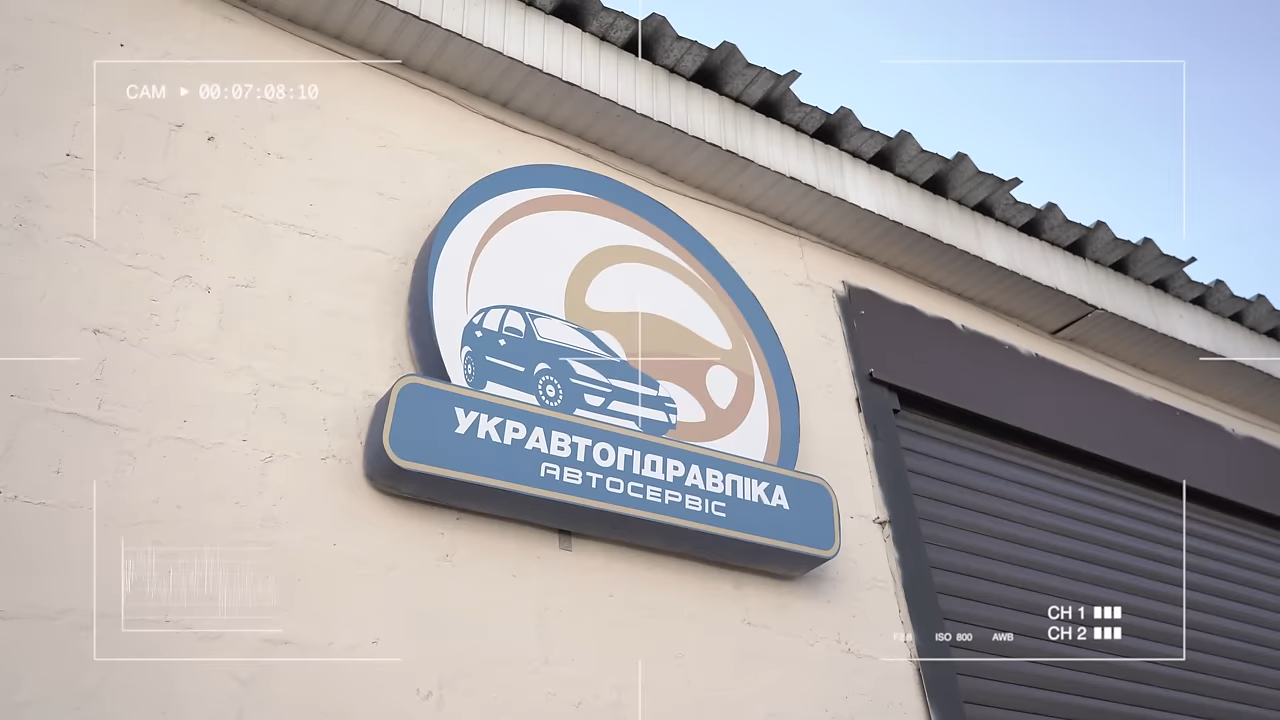 CAM ▶ 00:07:08:10
УКРАВТОГІДРАВЛІКА
АВТОСЕРВІС
CH 1
CH 2
ISO 800 AWB